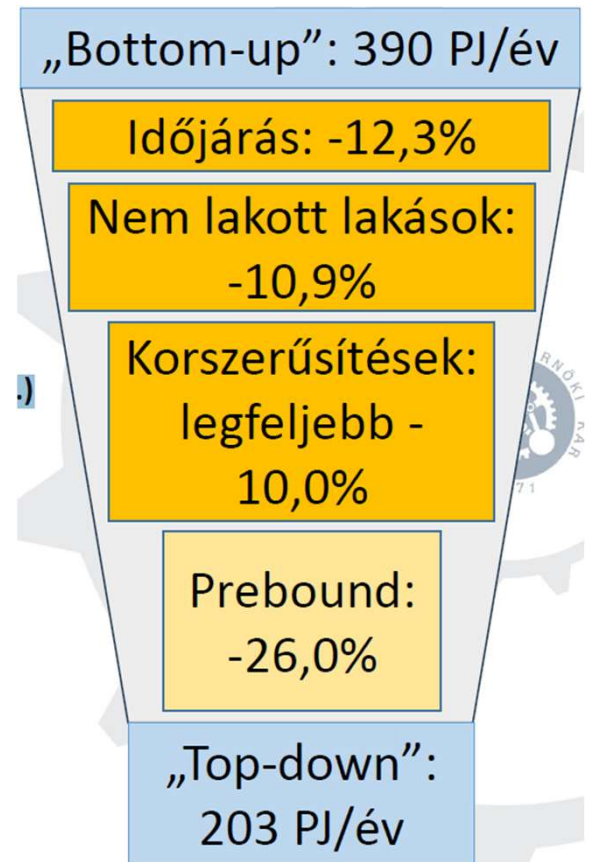 „Bottom-up”: 390 PJ/év
Időjárás: -12,3%
Nem lakott lakások:
-10,9%
Korszerűsítések:
legfeljebb -
10,0%
.)
Prebound:
-26,0%
„Top-down”:
203 PJ/év